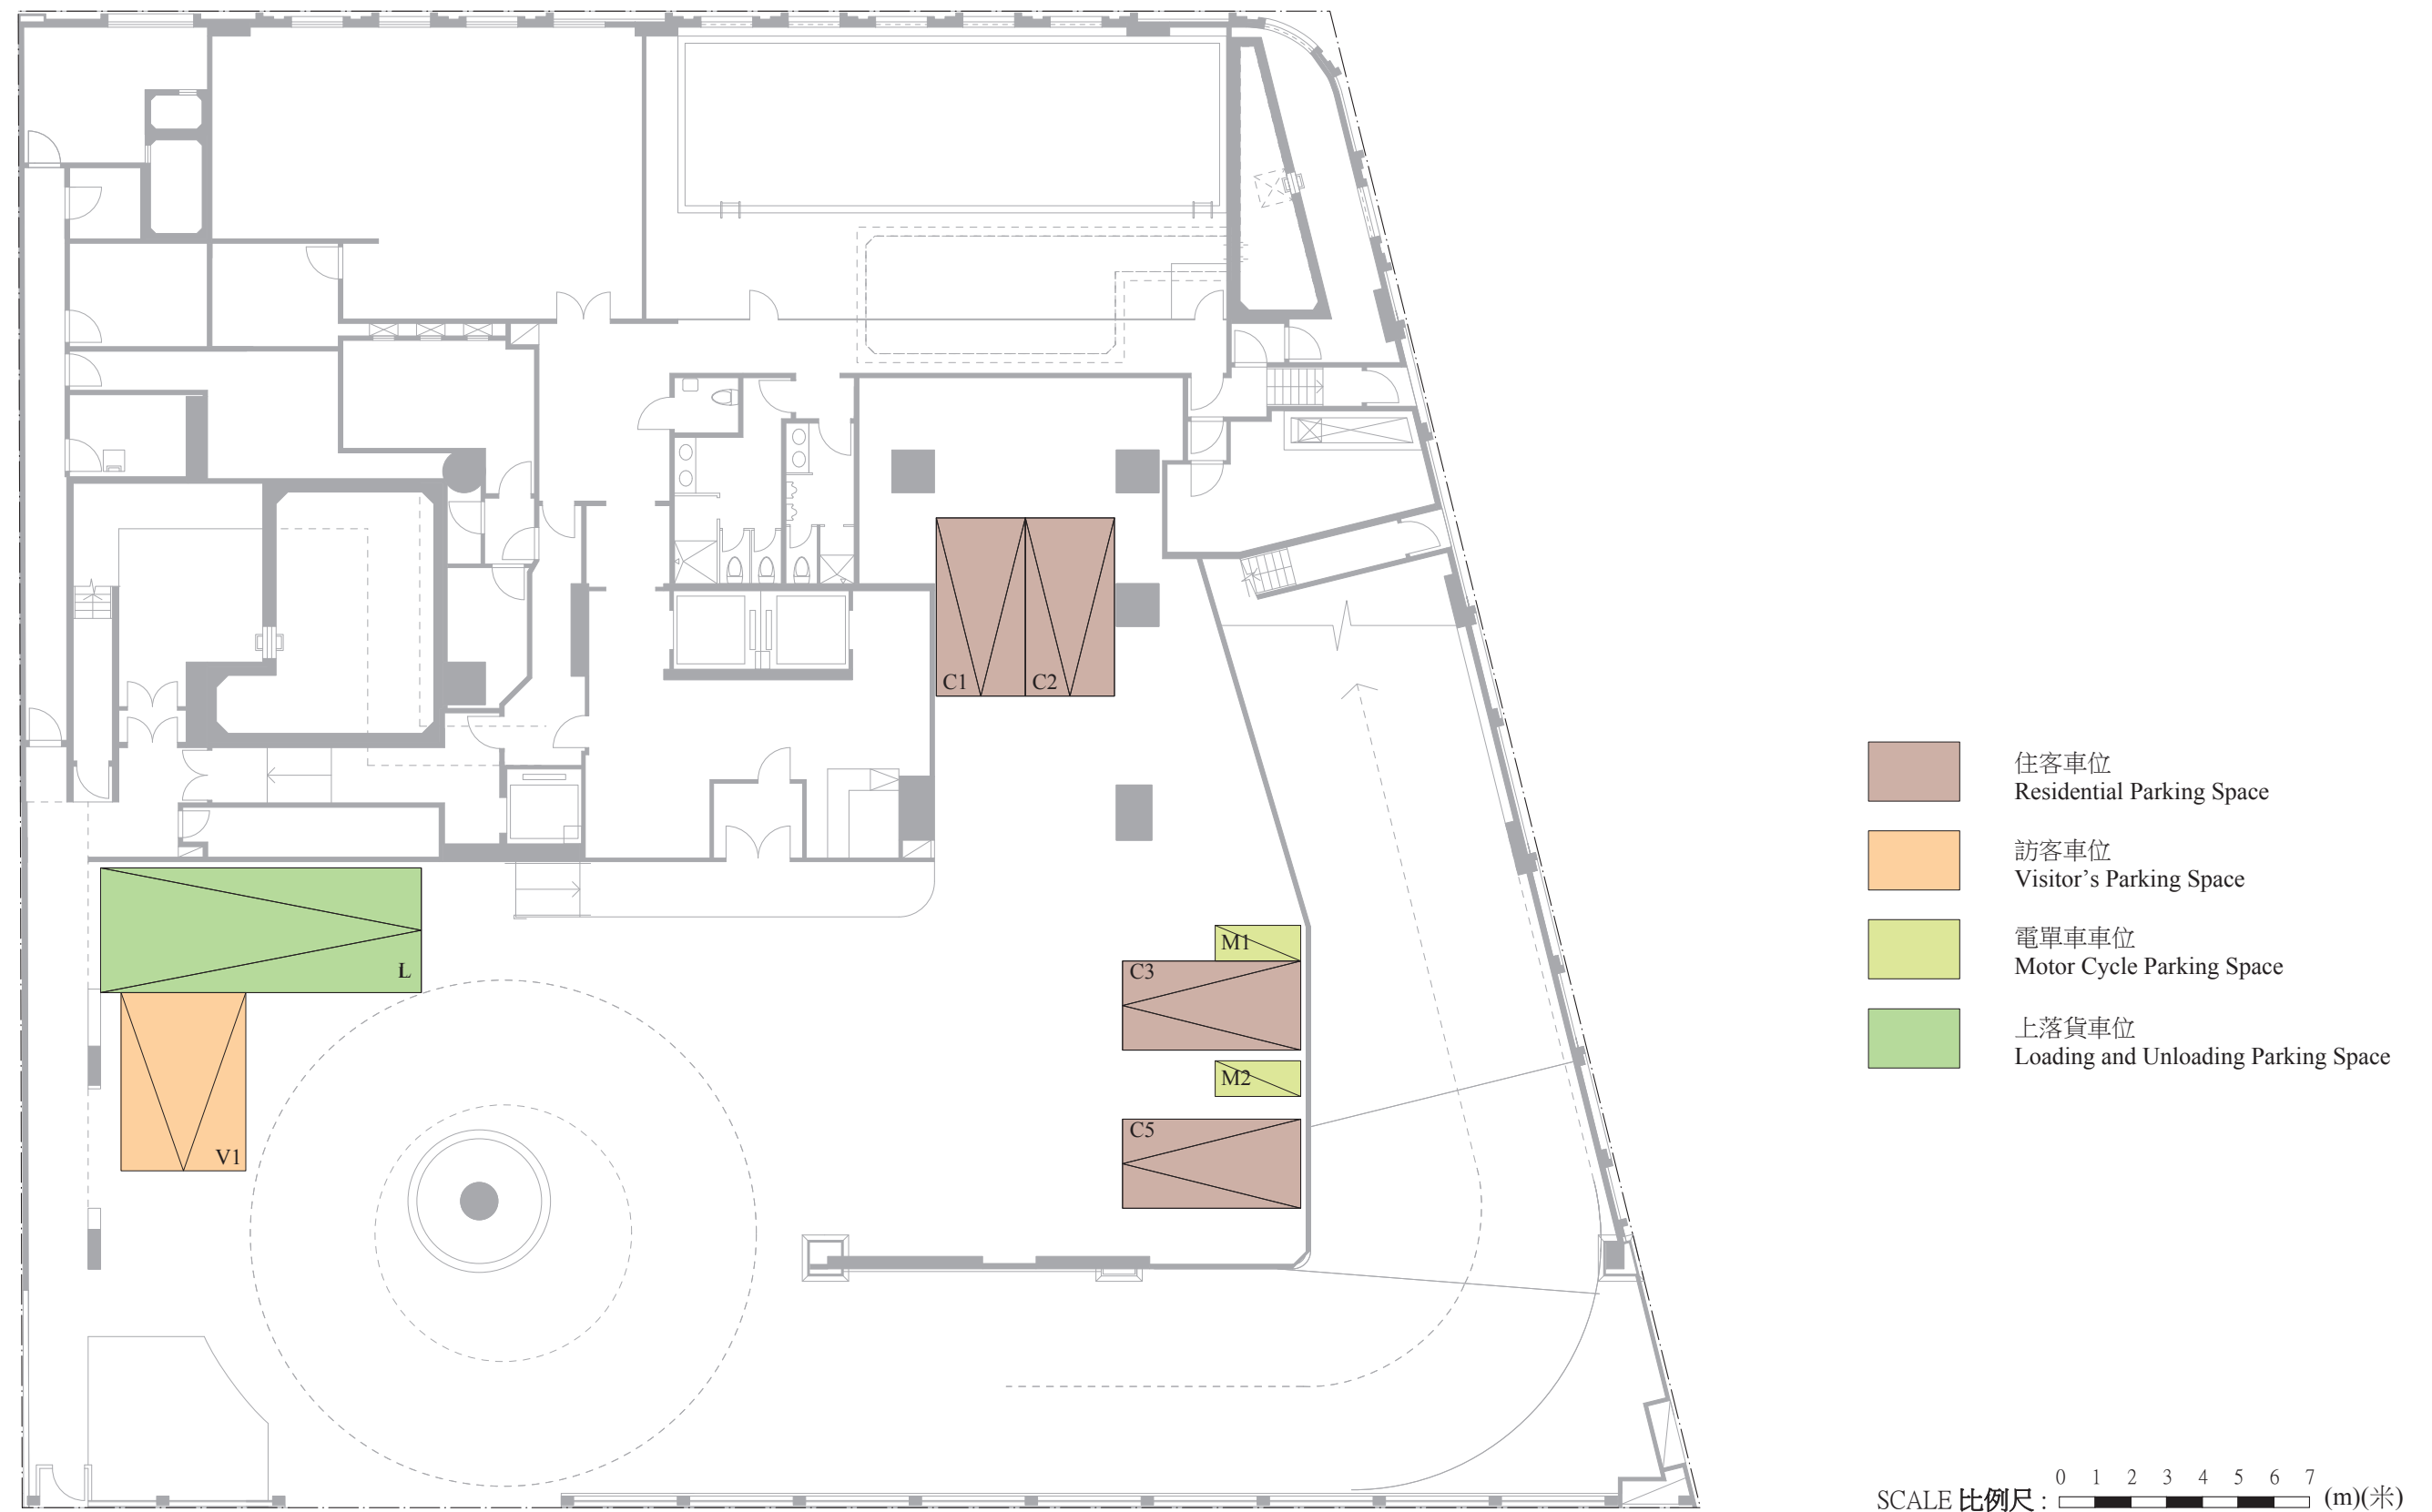 C1
C2
M1
C3
L
M2
C5
V1
住客車位
Residential Parking Space
訪客車位
Visitor’s Parking Space
電單車車位
Motor Cycle Parking Space
上落貨車位
Loading and Unloading Parking Space
0 1 2 3 4 5 6 7
SCALE 比例尺 : (m)(米)